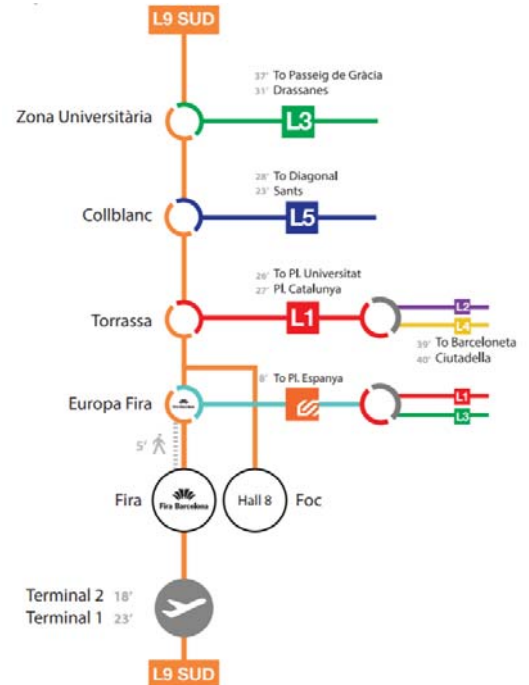 L9 SUD
37' To Passeig de Gràcia
31' Drassanes
Zona Universitària
L3
28' To Diagonal
23' Sants
Collblanc
L5
26' To Pl. Universitat
27' Pl. Catalunya
Torrassa
L1
L2
L4
39' To Barceloneta
40' Ciutadella
8' To Pl. Espanya
Europa Fira
L1
L3
5'
Fira
Fira Barcelona
Hall 8
Foc
Terminal 2 18'
Terminal 1 23'
L9 SUD